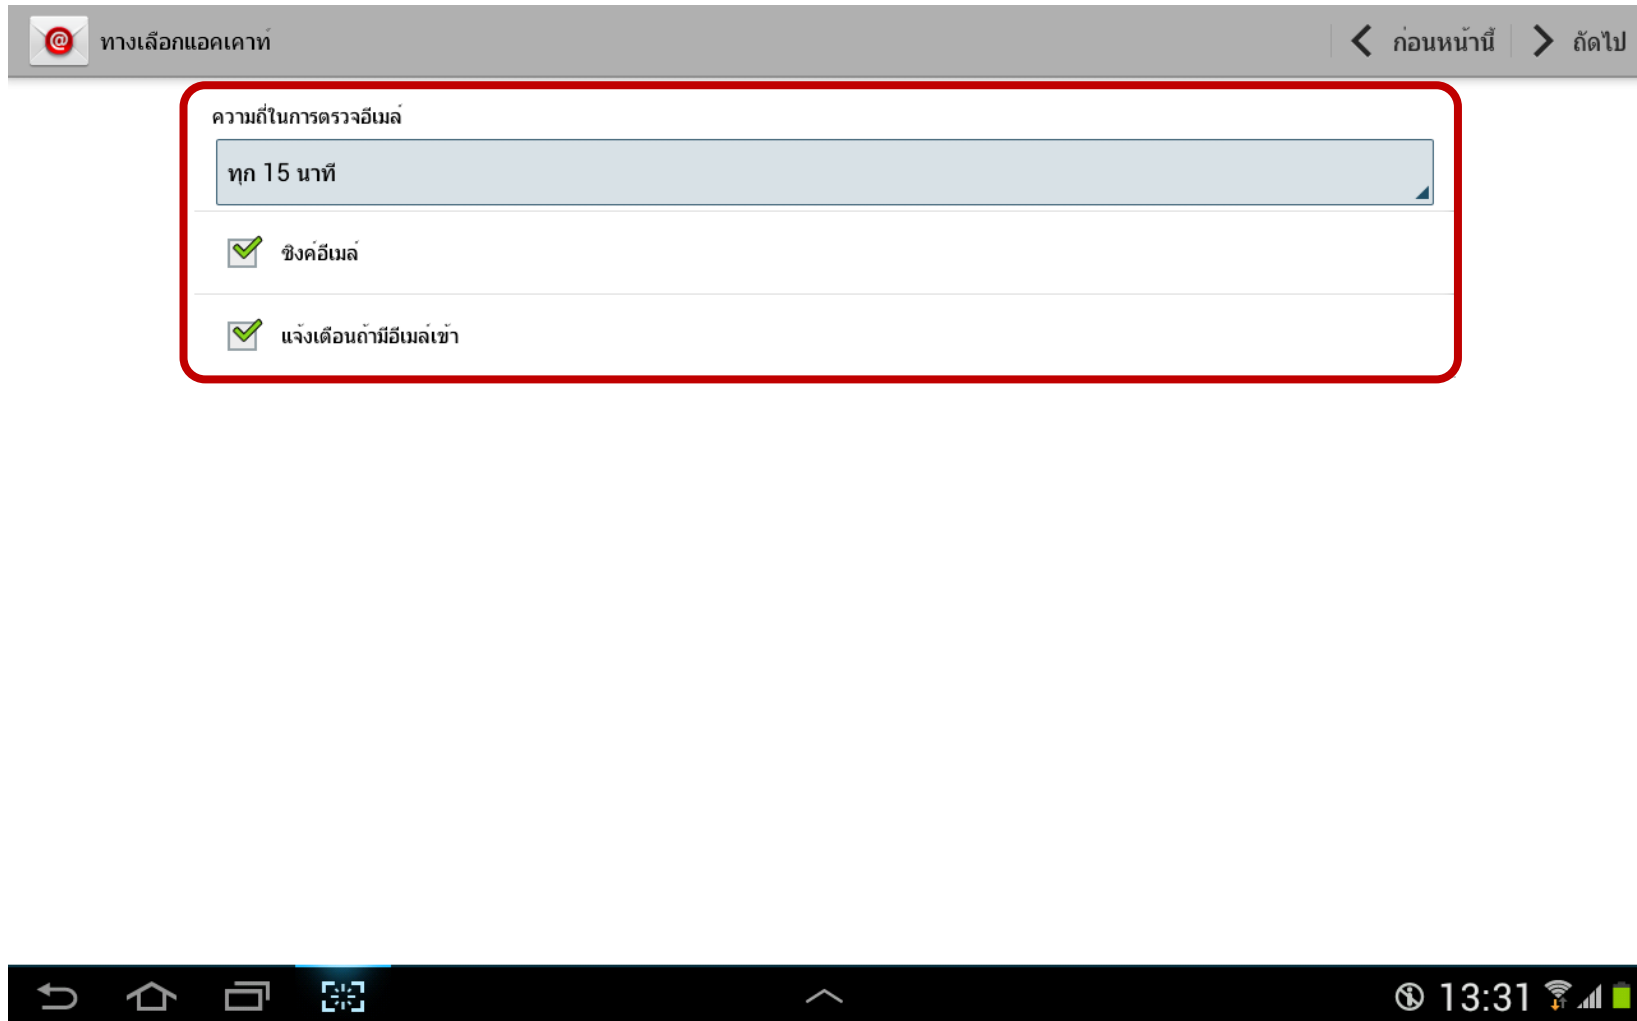 ทางเลือกแอคเคาท์
ก่อนหน้านี้
ถัดไป
ความถี่ในการตรวจอีเมล์
ทุก 15 นาที
ซิงค์อีเมล์
แจ้งเตือนถ้ามีอีเมล์เข้า
13:31